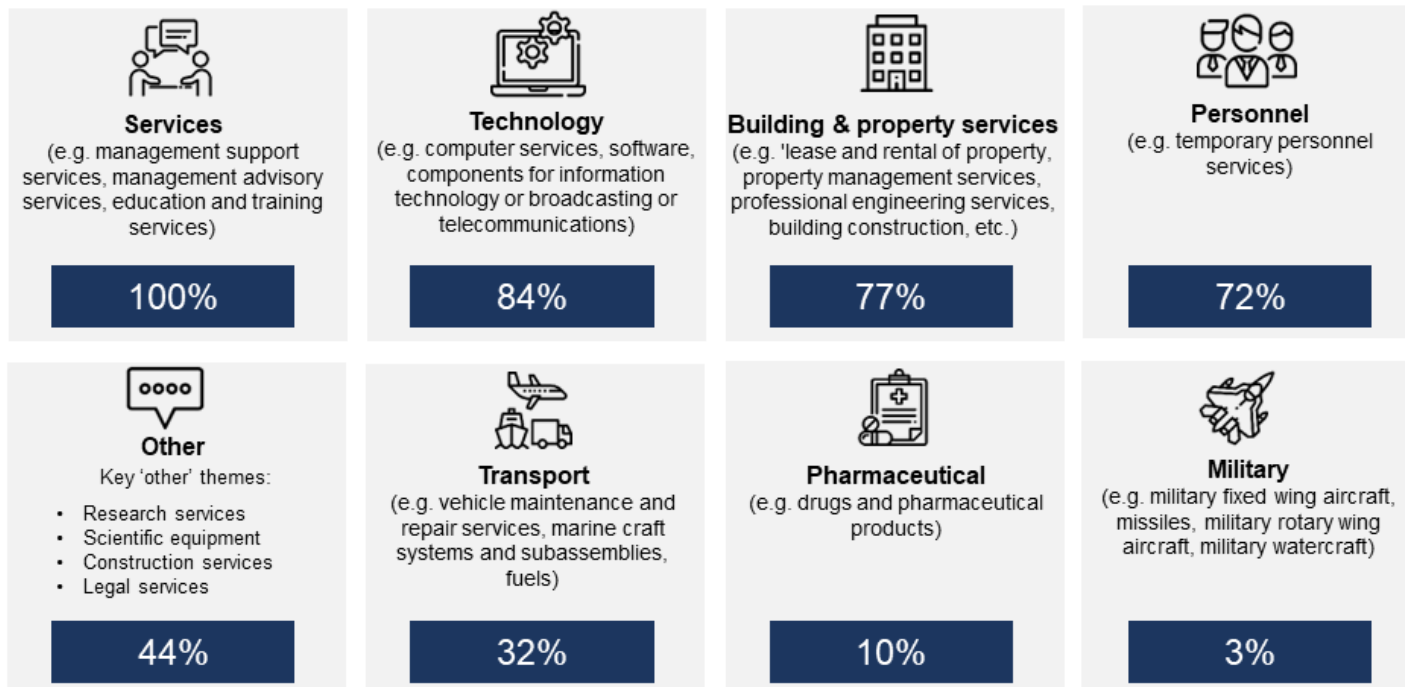 Services
(e.g. management support
services, management advisory
services, education and training
services)
100%
Technology
(e.g. computer services, software,
components for information
technology or broadcasting or
telecommunications)
84%
Building & property services
(e.g. 'lease and rental of property,
property management services,
professional engineering services,
building construction, etc.)
77%
Personnel
(e.g. temporary personnel
services)
72%
Other
Key ‘other’ themes:
• Research services
• Scientific equipment
• Construction services
• Legal services
44%
Transport
(e.g. vehicle maintenance and
repair services, marine craft
systems and subassemblies,
fuels)
32%
Pharmaceutical
(e.g. drugs and pharmaceutical
products)
10%
Military
(e.g. military fixed wing aircraft,
missiles, military rotary wing
aircraft, military watercraft)
3%